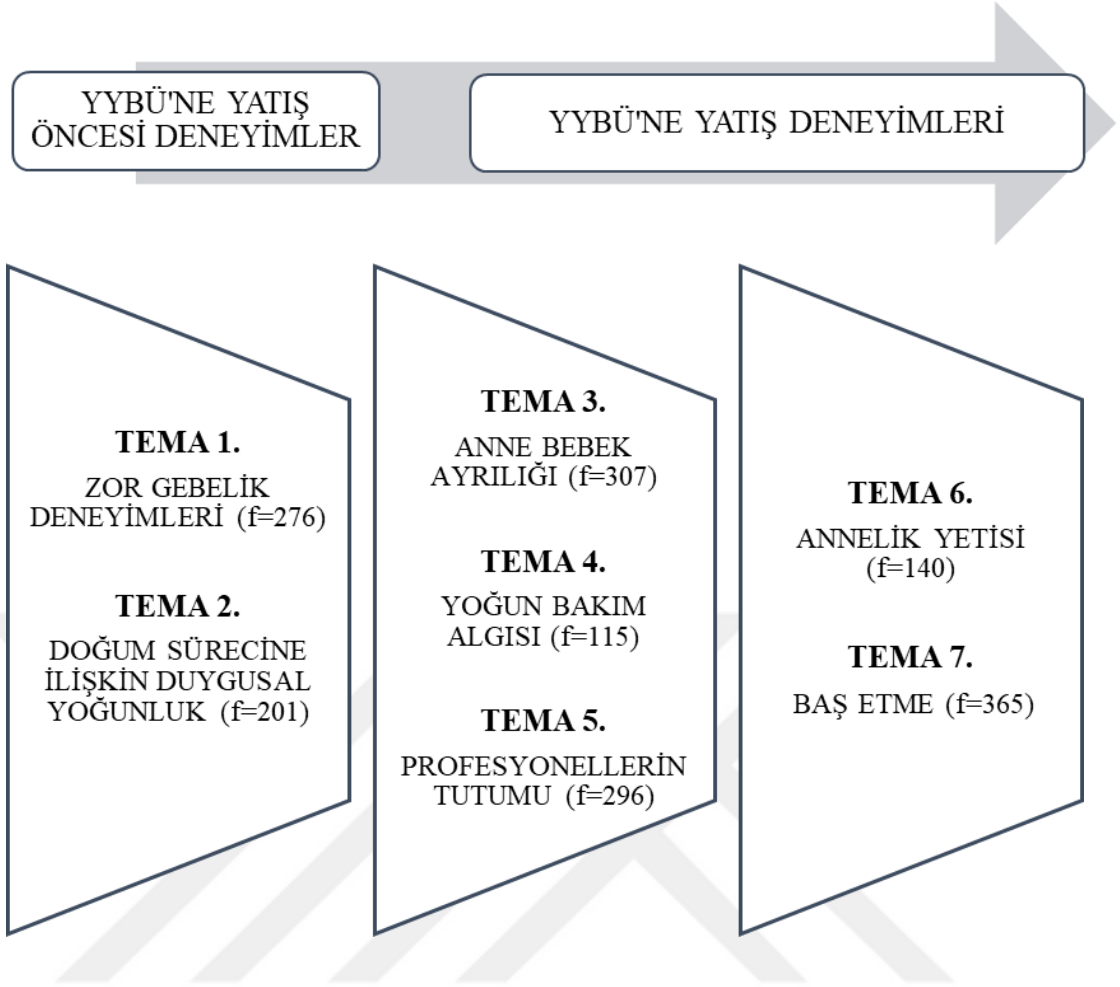 YYBÜ'NE YATIŞ
ÖNCESİ DENEYİMLER
YYBÜ'NE YATIŞ DENEYİMLERİ
TEMA 1.
ZOR GEBELİK
DENEYİMLERİ (f=276)
TEMA 2.
DOĞUM SÜRECİNE
İLİŞKİN DUYGUSAL
YOĞUNLUK (f=201)
TEMA 3.
ANNE BEBEK
AYRILIĞI (f=307)
TEMA 4.
YOĞUN BAKIM
ALGISI (f=115)
TEMA 5.
PROFESYONELLERİN
TUTUMU (f=296)
TEMA 6.
ANNELİK YETİSİ
(f=140)
TEMA 7.
BAŞ ETME (f=365)